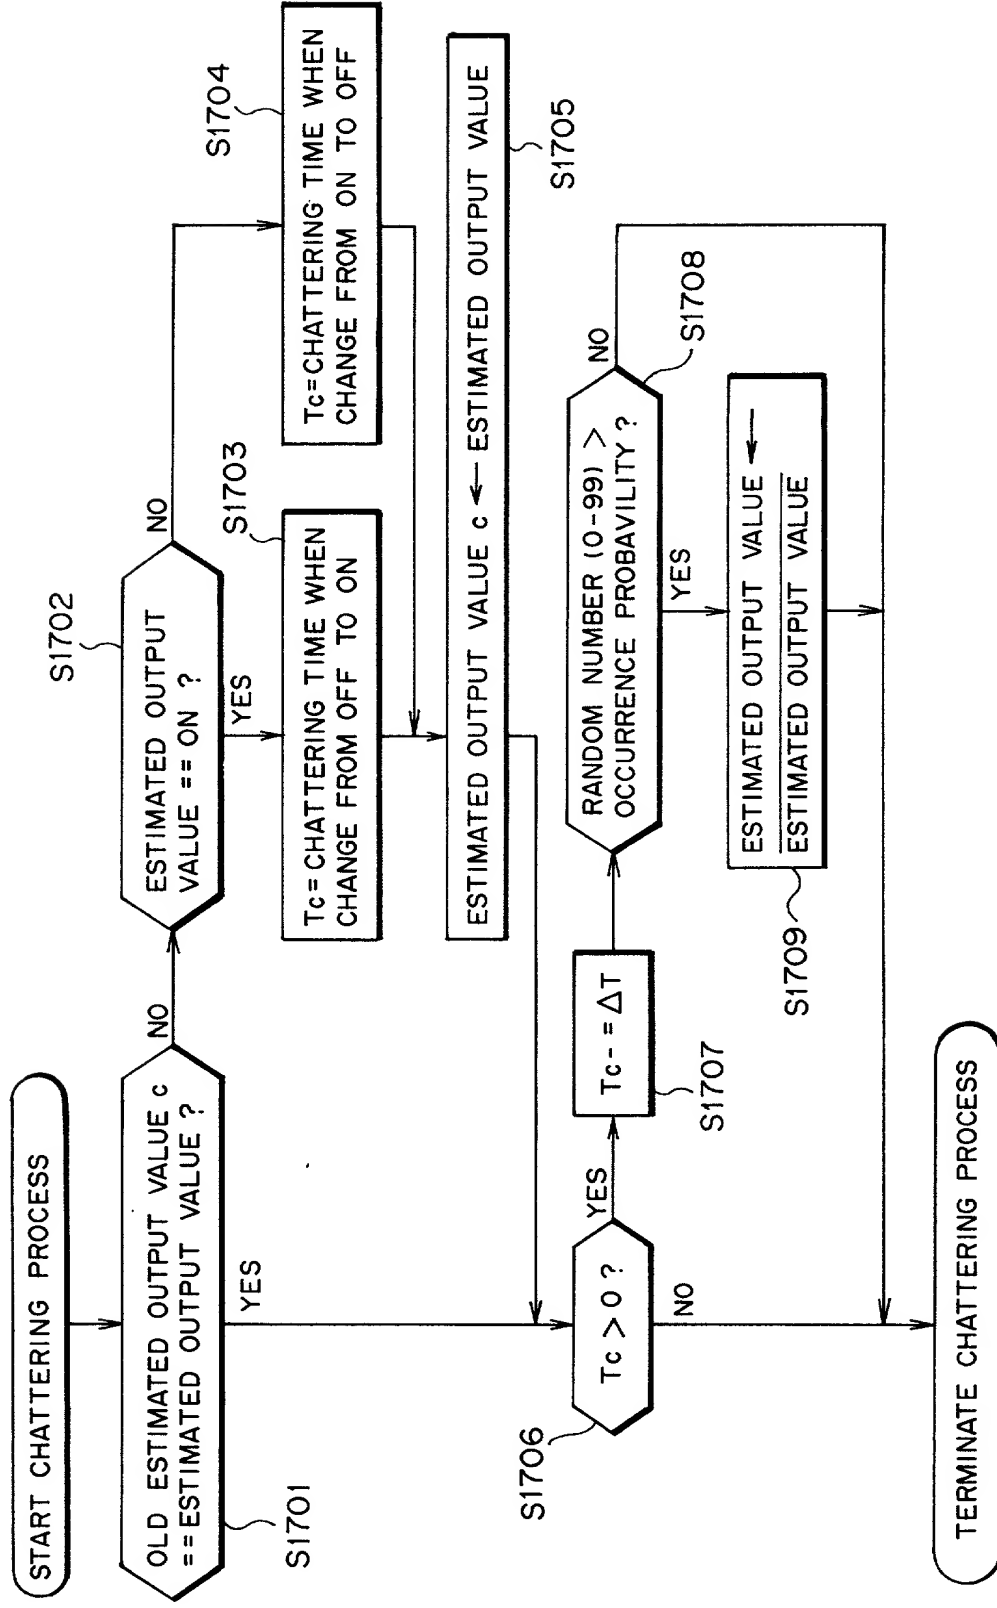 START CHATTERING PROCESS
OLD ESTIMATED OUTPUT VALUE c
==ESTIMATED OUTPUT VALUE ?
S1701
YES
NO
ESTIMATED OUTPUT
VALUE == ON ?
S1702
YES
NO
Tc=CHATTERING TIME WHEN
CHANGE FROM OFF TO ON
S1703
Tc=CHATTERING TIME WHEN
CHANGE FROM ON TO OFF
S1704
ESTIMATED OUTPUT VALUE c ← ESTIMATED OUTPUT VALUE
S1705
Tc > 0 ?
S1706
YES
NO
Tc- = ΔT
S1707
RANDOM NUMBER (0-99) >
OCCURRENCE PROBAVILITY ?
S1708
YES
NO
ESTIMATED OUTPUT VALUE ←
ESTIMATED OUTPUT VALUE
S1709
TERMINATE CHATTERING PROCESS